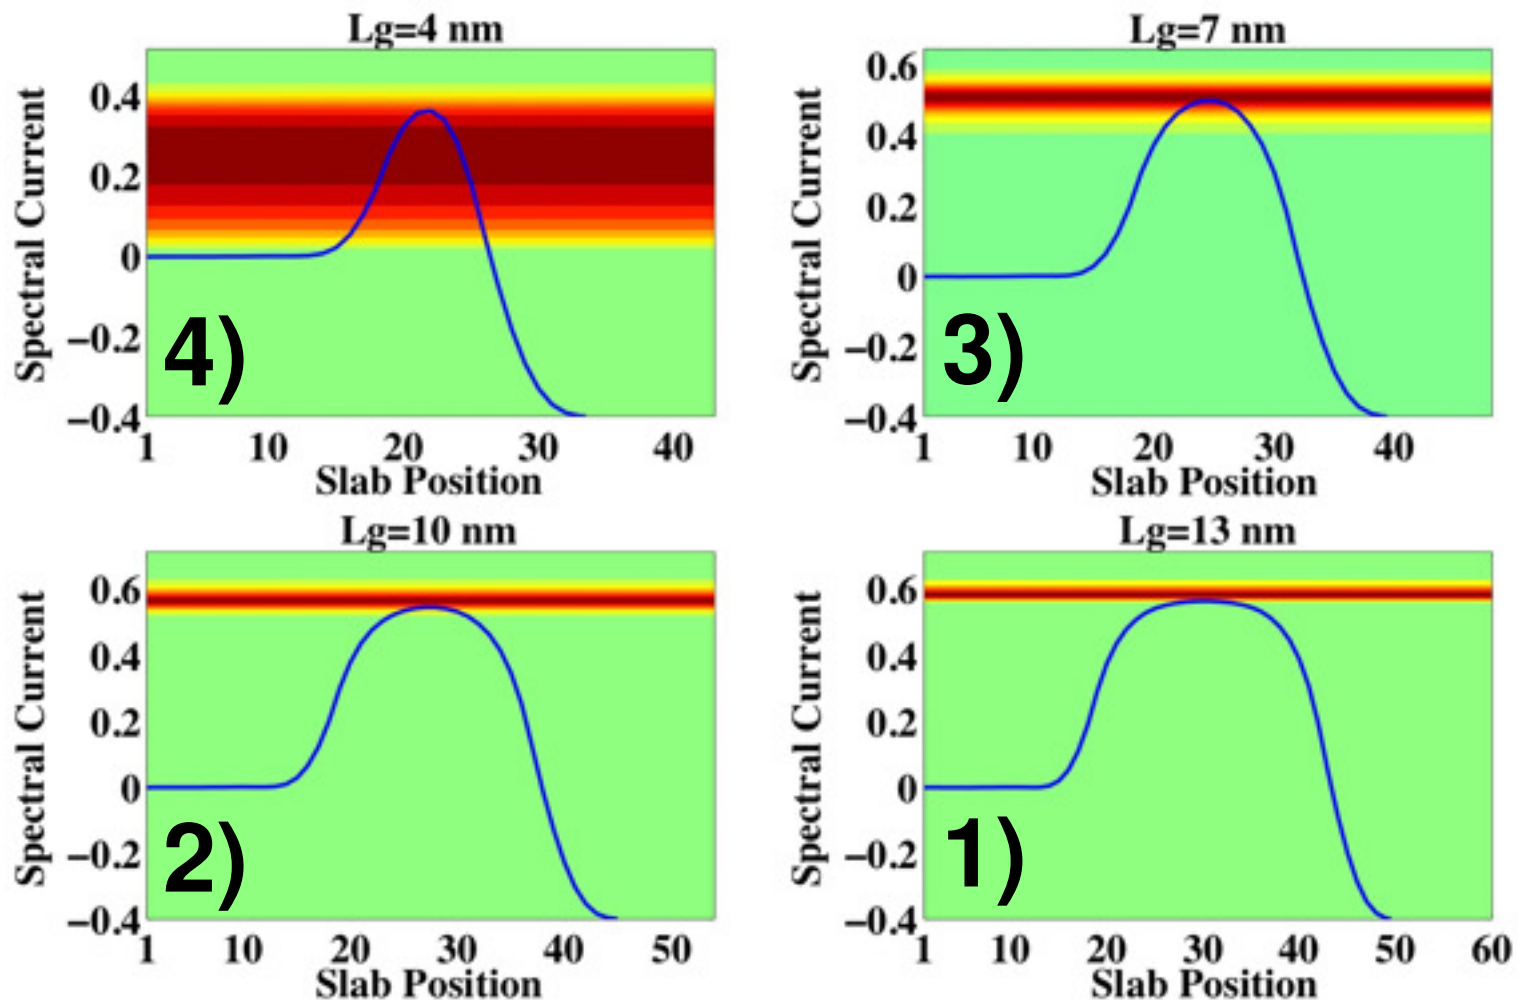 Lg=4 nm
Spectral Current
0.4
0.2
0
−0.2
−0.4
4)
1 10 20 30 40
Slab Position
Lg=7 nm
Spectral Current
0.6
0.4
0.2
0
−0.2
−0.4
3)
1 10 20 30 40
Slab Position
Lg=10 nm
Spectral Current
0.6
0.4
0.2
0
−0.2
−0.4
2)
1 10 20 30 40 50
Slab Position
Lg=13 nm
Spectral Current
0.6
0.4
0.2
0
−0.2
−0.4
1)
1 10 20 30 40 50 60
Slab Position